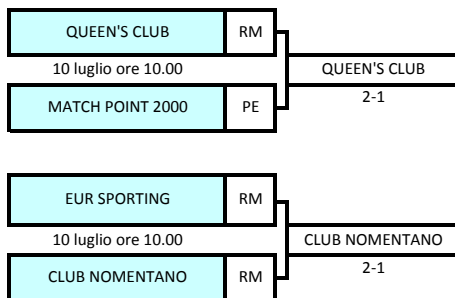 QUEEN'S CLUB RM
10 luglio ore 10.00 QUEEN'S CLUB
MATCH POINT 2000 PE 2-1
EUR SPORTING RM
10 luglio ore 10.00 CLUB NOMENTANO
CLUB NOMENTANO RM 2-1